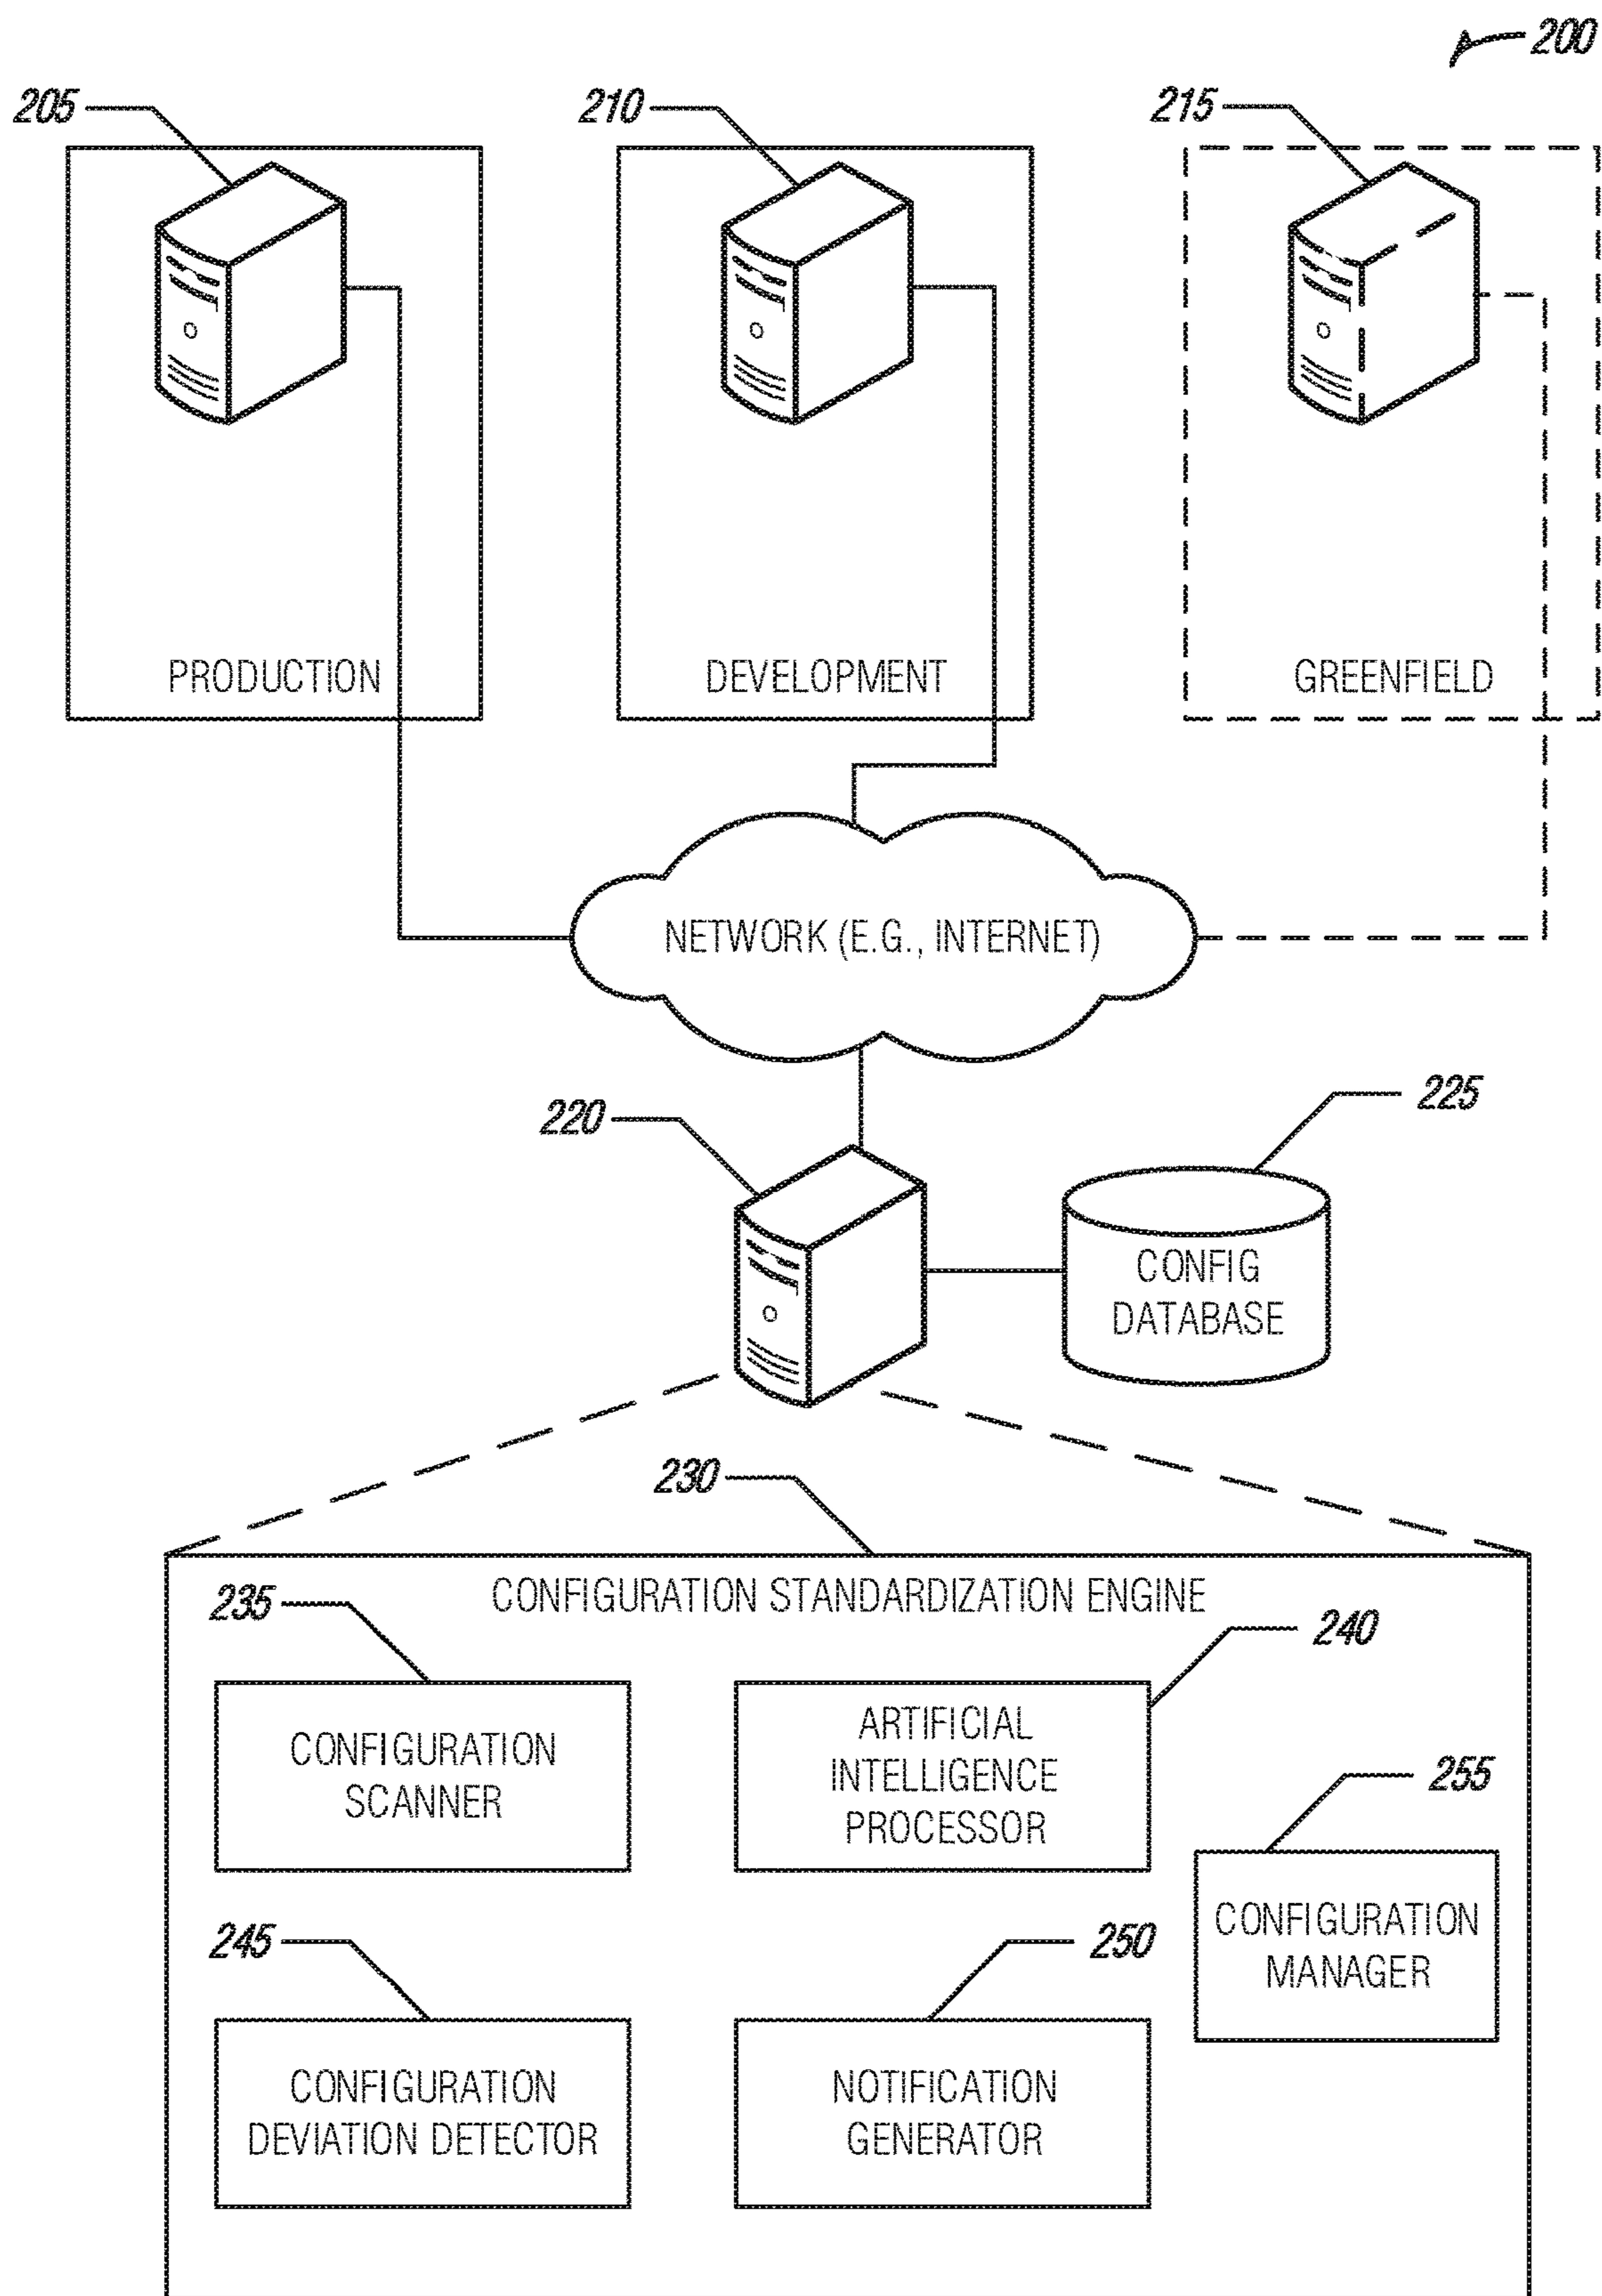 200
205
210
215
PRODUCTION
DEVELOPMENT
GREENFIELD
NETWORK (E.G., INTERNET)
220
225
CONFIG
DATABASE
230
CONFIGURATION STANDARDIZATION ENGINE
235
240
CONFIGURATION
SCANNER
ARTIFICIAL
INTELLIGENCE
PROCESSOR
255
CONFIGURATION
MANAGER
245
250
CONFIGURATION
DEVIATION DETECTOR
NOTIFICATION
GENERATOR